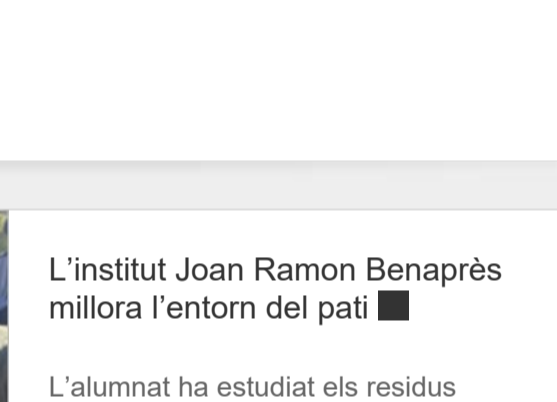 L’institut Joan Ramon Benaprès
millora l’entorn del pati
L’alumnat ha estudiat els residus